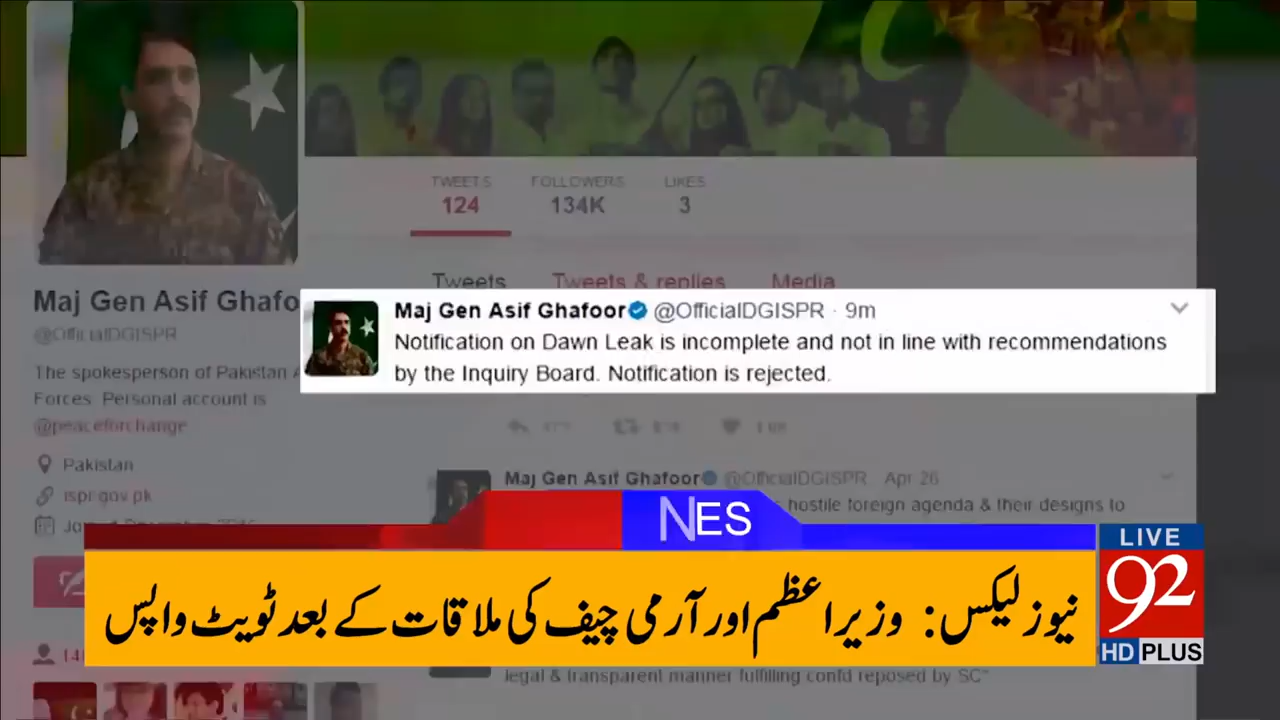 TWEETS FOLLOWERS LIKES
124 134K 3
Tweets Tweets & replies Media
Maj Gen Asif Ghafo
@OfficialDGISPR
The spokesperson of Pakistan
Forces. Personal account is
@peaceforchange
Pakistan
ispr.gov.pk
Maj Gen Asif Ghafoor @OfficialDGISPR · 9m
Notification on Dawn Leak is incomplete and not in line with recommendations
by the Inquiry Board. Notification is rejected.
Maj Gen Asif Ghafoor @OfficialDGISPR Apr 26
hostile foreign agenda & their designs to
NES
نیوز لیکس: وزیراعظم اور آرمی چیف کی ملاقات کے بعد ٹویٹ واپس
LIVE
92
HD PLUS
legal & transparent manner fulfilling confd reposed by SC"